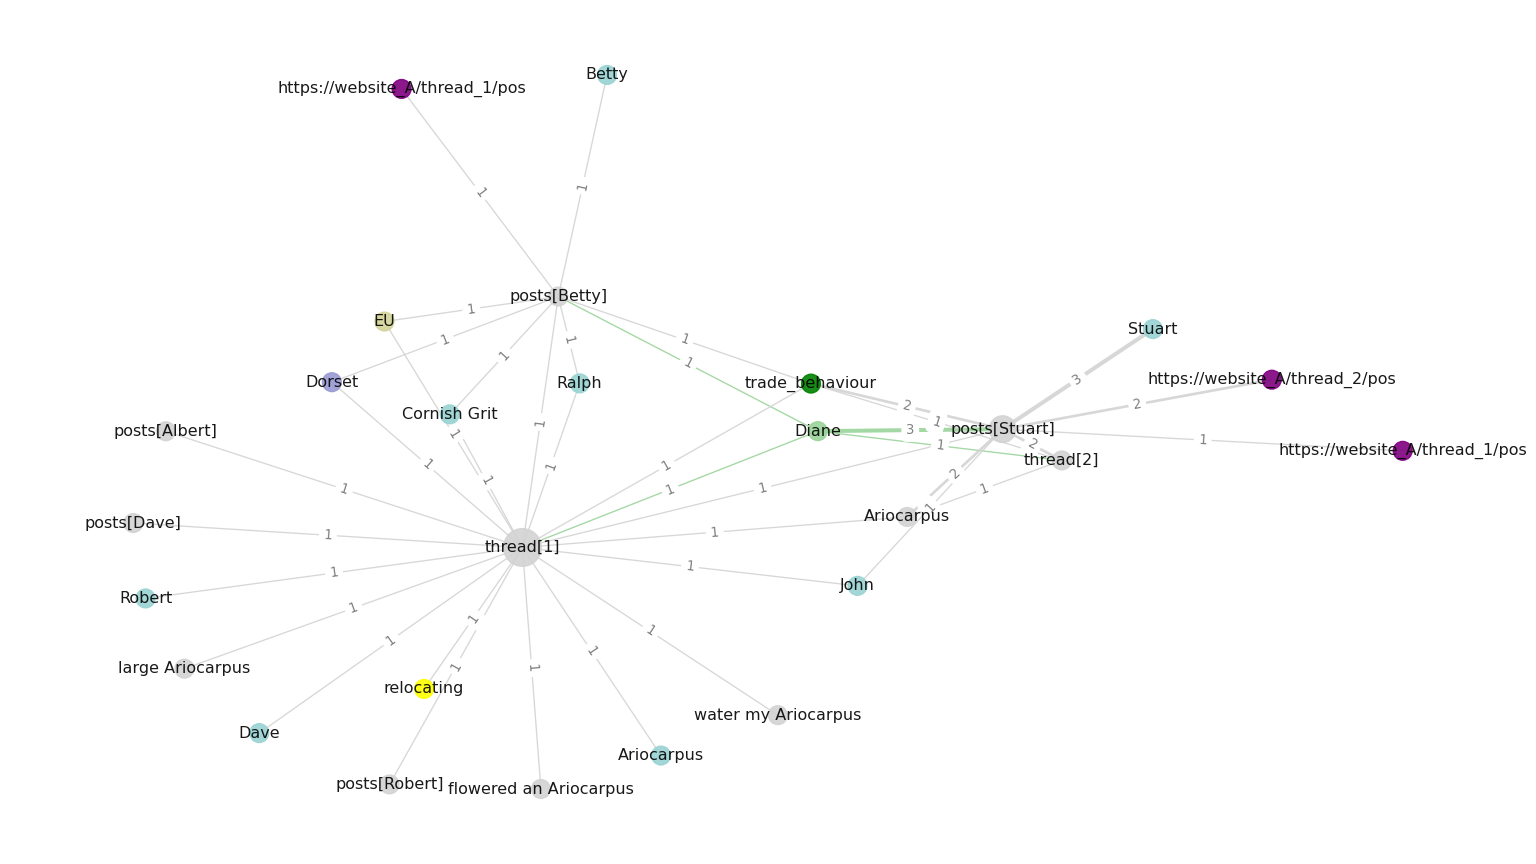 Betty
https://website_A/thread_1/pos
1
1
posts[Betty]
1
EU
Stuart
1
1
1
1
1
Dorset
Ralph
trade_behaviour
3
https://website_A/thread_2/pos
2
2
Cornish Grit
1
1
posts[Albert]
Diane
3
posts[Stuart]
1
1
2
1
https://website_A/thread_1/pos
thread[2]
1
1
1
1
2
1
1
1
1
posts[Dave]
1
Ariocarpus
1
1
thread[1]
1
1
John
Robert
1
1
1
1
1
large Ariocarpus
1
1
1
relocating
water my Ariocarpus
Dave
Ariocarpus
posts[Robert]
flowered an Ariocarpus